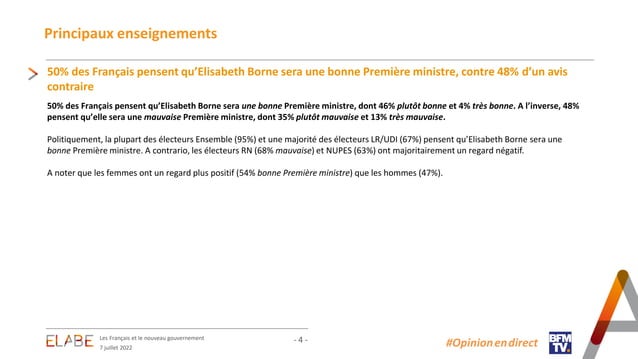 Principaux enseignements
50% des Français pensent qu’Elisabeth Borne sera une bonne Première ministre, contre 48% d’un avis
contraire
50% des Français pensent qu’Elisabeth Borne sera une bonne Première ministre, dont 46% plutôt bonne et 4% très bonne. A l’inverse, 48%
pensent qu’elle sera une mauvaise Première ministre, dont 35% plutôt mauvaise et 13% très mauvaise.
Politiquement, la plupart des électeurs Ensemble (95%) et une majorité des électeurs LR/UDI (67%) pensent qu’Elisabeth Borne sera une
bonne Première ministre. A contrario, les électeurs RN (68% mauvaise) et NUPES (63%) ont majoritairement un regard négatif.
A noter que les femmes ont un regard plus positif (54% bonne Première ministre) que les hommes (47%).
ELABE
Les Français et le nouveau gouvernement
7 juillet 2022
- 4 -
#Opinionendirect
BFM
TV.